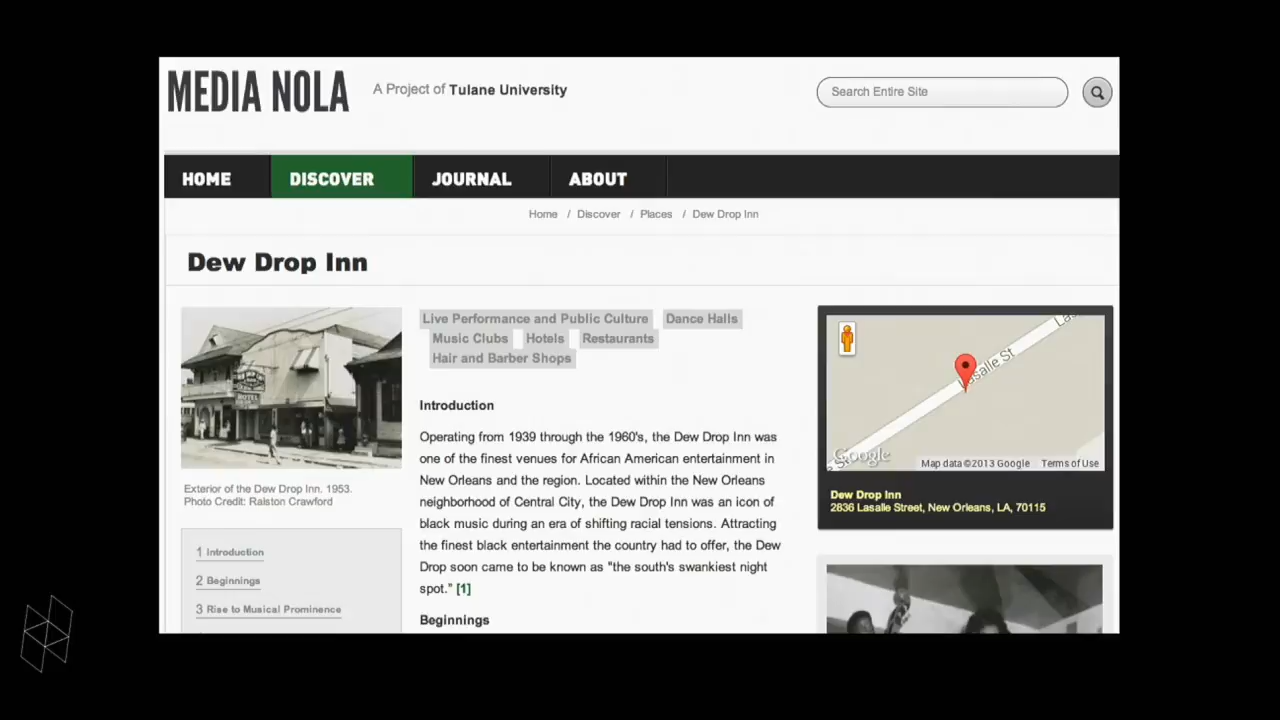 MEDIA NOLA
A Project of Tulane University
Search Entire Site
HOME
DISCOVER
JOURNAL
ABOUT
Home / Discover / Places / Dew Drop Inn
Dew Drop Inn
Live Performance and Public Culture
Dance Halls
Music Clubs
Hotels
Restaurants
Hair and Barber Shops
HOTEL
Exterior of the Dew Drop Inn. 1953.
Photo Credit: Ralston Crawford
1 Introduction
2 Beginnings
3 Rise to Musical Prominence
Introduction
Operating from 1939 through the 1960's, the Dew Drop Inn was
one of the finest venues for African American entertainment in
New Orleans and the region. Located within the New Orleans
neighborhood of Central City, the Dew Drop Inn was an icon of
black music during an era of shifting racial tensions. Attracting
the finest black entertainment the country had to offer, the Dew
Drop soon came to be known as "the south's swankiest night
spot." [1]
Beginnings
Lasalle St
Google
Map data ©2013 Google
Terms of Use
Dew Drop Inn
2836 Lasalle Street, New Orleans, LA, 70115